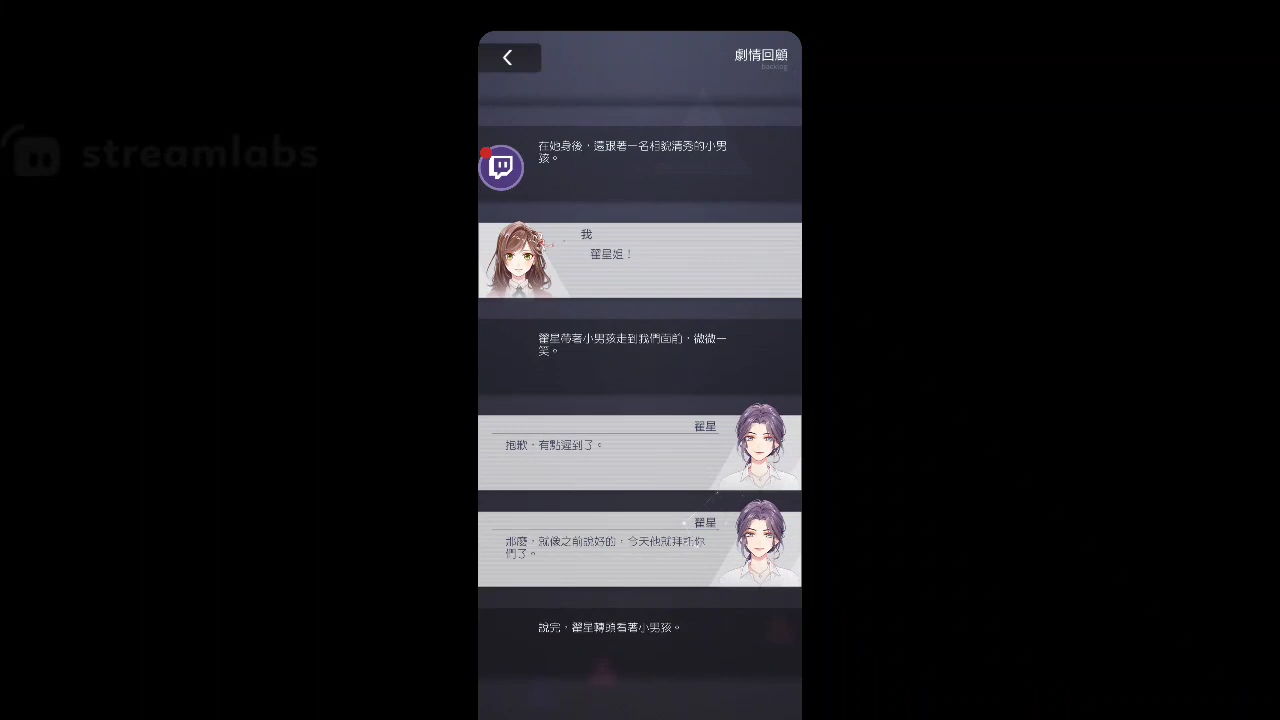 劇情回顧
backlog
streamlabs
在她身後，還跟著一名相貌清秀的小男
孩。
我
翟星姐！
翟星帶著小男孩走到我們面前，微微一
笑。
翟星
抱歉，有點遲到了。
翟星
那麼，就像之前說好的，今天他就拜托你
們了。
說完，翟星轉頭看著小男孩。